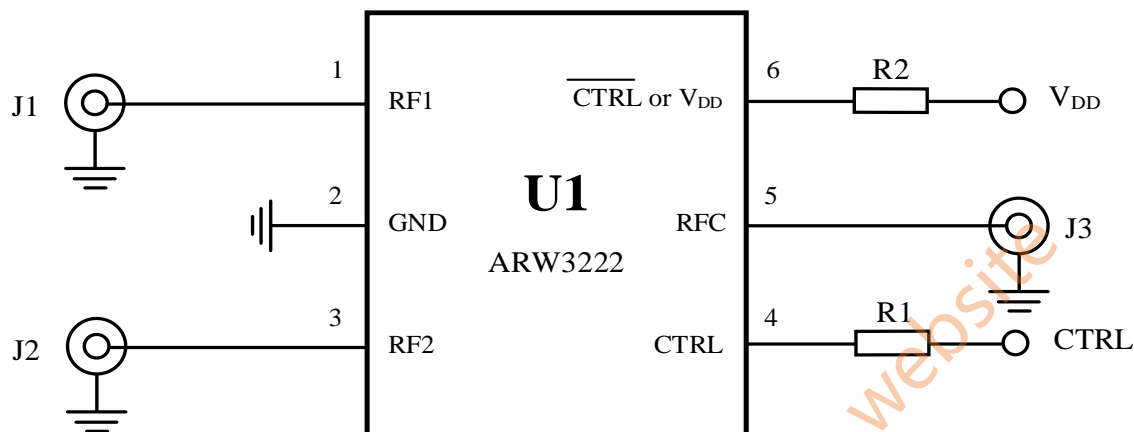 1
J1
RF1
2
GND
3
J2
RF2
U1
ARW3222
6
R2
C̅T̅R̅L̅ or VDD
VDD
5
RFC
J3
4
R1
CTRL
CTRL
website